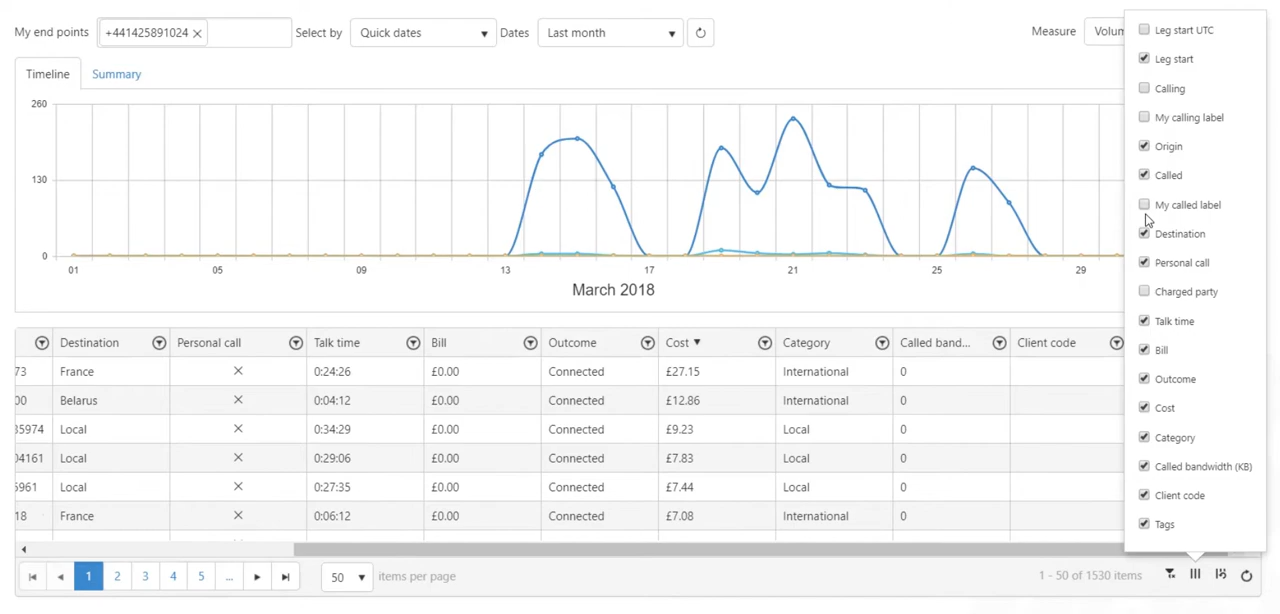 My end points +441425891024 × Select by Quick dates Dates Last month Measure Volum
Timeline Summary
260
130
0
01 05 09 13 17 21 25 29
March 2018
Destination Personal call Talk time Bill Outcome Cost Category Called band... Client code
73 France 0:24:26 £0.00 Connected £27.15 International 0
00 Belarus 0:04:12 £0.00 Connected £12.86 International 0
35974 Local 0:34:29 £0.00 Connected £9.23 Local 0
04161 Local 0:29:06 £0.00 Connected £7.83 Local 0
5961 Local 0:27:35 £0.00 Connected £7.44 Local 0
18 France 0:06:12 £0.00 Connected £7.08 International 0
1 2 3 4 5 ... 50 items per page 1 - 50 of 1530 items
Leg start UTC
Leg start
Calling
My calling label
Origin
Called
My called label
Destination
Personal call
Charged party
Talk time
Bill
Outcome
Cost
Category
Called bandwidth (KB)
Client code
Tags